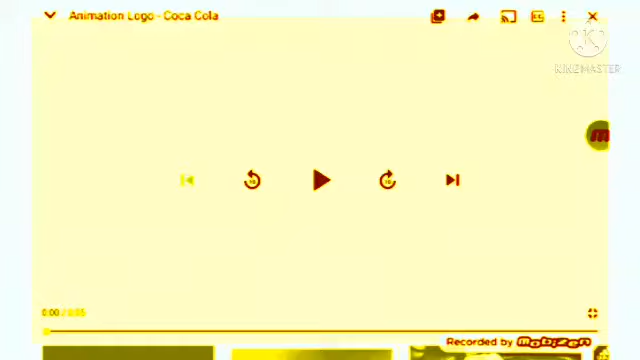 Animation Logo - Coca Cola
KINEMASTER
0:00 / 0:05
Recorded by mobizen